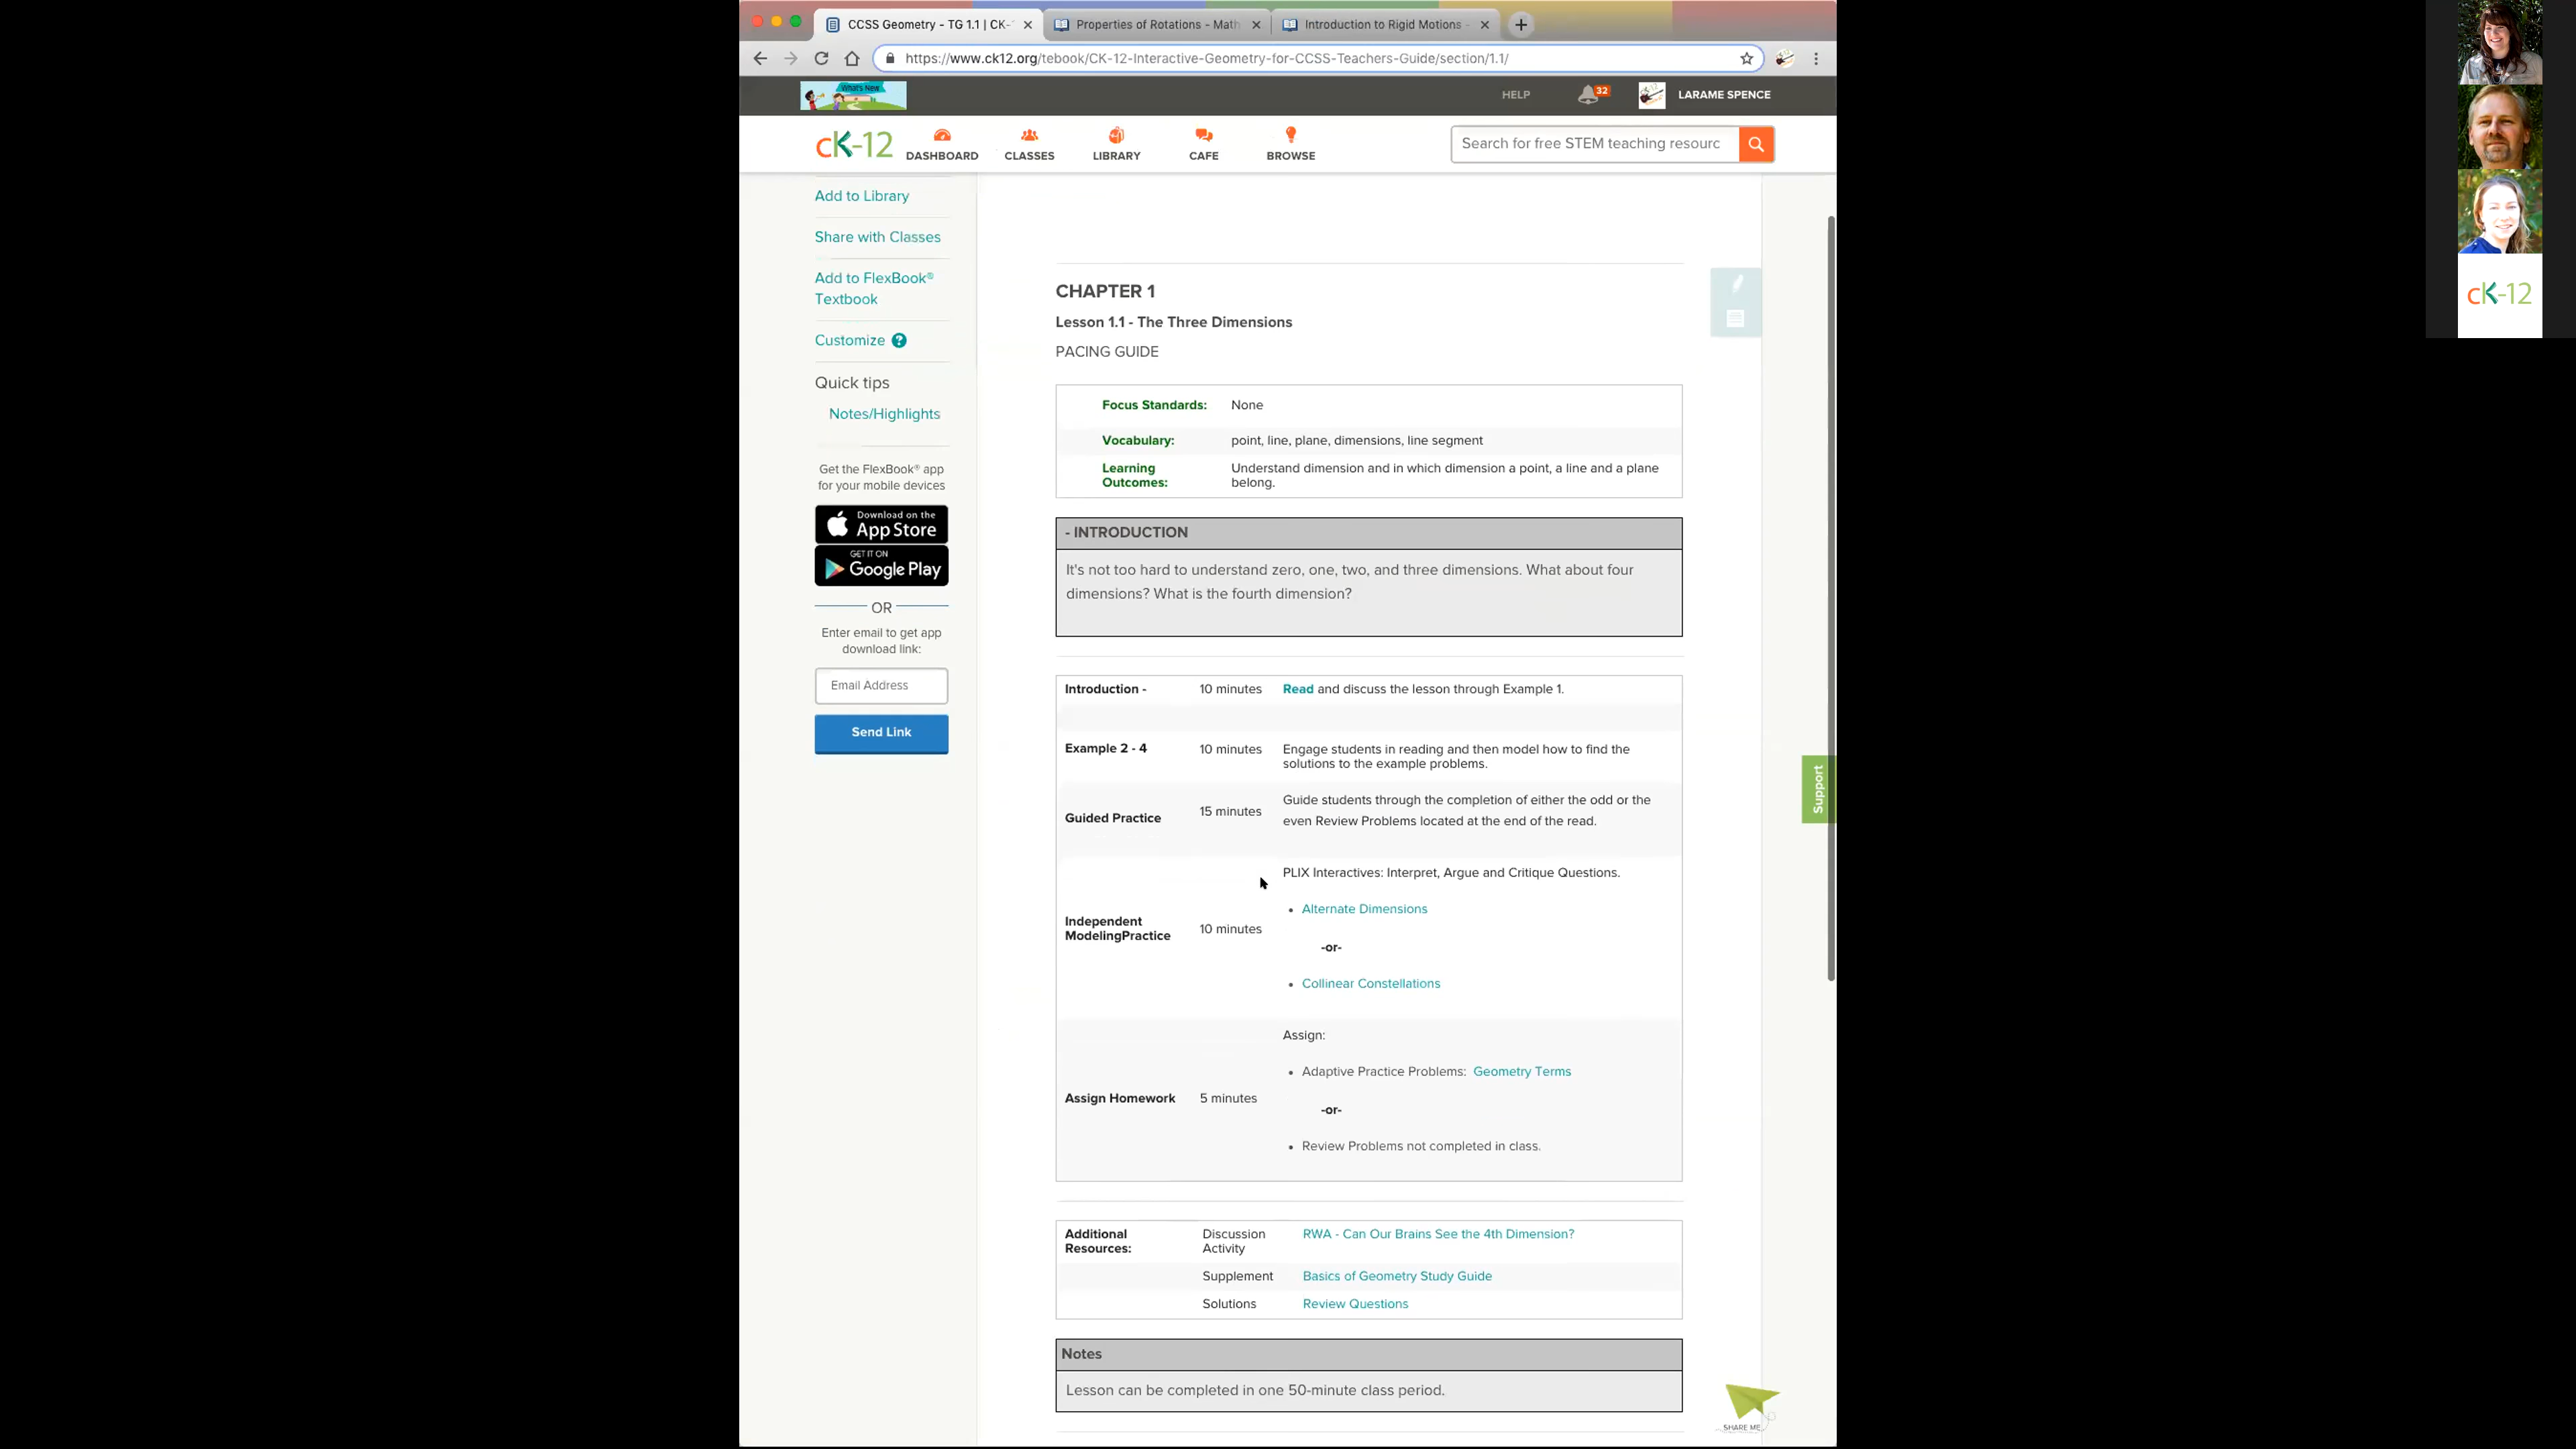 CCSS Geometry - TG 1.1 | CK-
Properties of Rotations - Math
Introduction to Rigid Motions -
https://www.ck12.org/tebook/CK-12-Interactive-Geometry-for-CCSS-Teachers-Guide/section/1.1/
What's New
HELP
32
LARAME SPENCE
cK-12
DASHBOARD
CLASSES
LIBRARY
CAFE
BROWSE
Search for free STEM teaching resourc
cK-12
Add to Library
Share with Classes
Add to FlexBook®
Textbook
Customize ?
Quick tips
Notes/Highlights
Get the FlexBook® app
for your mobile devices
Download on the
App Store
GET IT ON
Google Play
OR
Enter email to get app
download link:
Email Address
Send Link
CHAPTER 1
Lesson 1.1 - The Three Dimensions
PACING GUIDE
Focus Standards: None
Vocabulary: point, line, plane, dimensions, line segment
Learning Outcomes: Understand dimension and in which dimension a point, a line and a plane
belong.
- INTRODUCTION
It's not too hard to understand zero, one, two, and three dimensions. What about four
dimensions? What is the fourth dimension?
Introduction - 10 minutes Read and discuss the lesson through Example 1.
Example 2 - 4 10 minutes Engage students in reading and then model how to find the
solutions to the example problems.
Guided Practice 15 minutes Guide students through the completion of either the odd or the
even Review Problems located at the end of the read.
Independent
ModelingPractice
10 minutes
PLIX Interactives: Interpret, Argue and Critique Questions.
• Alternate Dimensions
-or-
• Collinear Constellations
Assign Homework 5 minutes
Assign:
• Adaptive Practice Problems: Geometry Terms
-or-
• Review Problems not completed in class.
Additional
Resources:
Discussion
Activity
RWA - Can Our Brains See the 4th Dimension?
Supplement Basics of Geometry Study Guide
Solutions Review Questions
Notes
Lesson can be completed in one 50-minute class period.
Support
SHARE ME